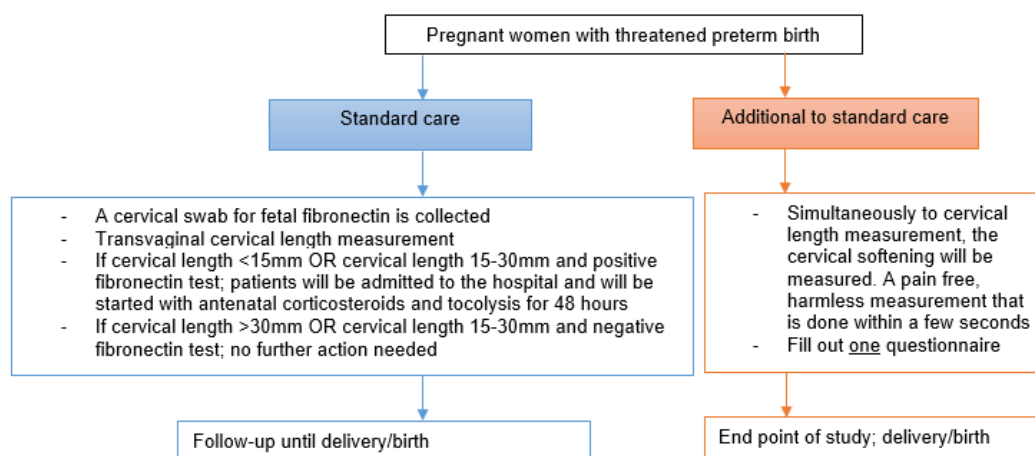 Pregnant women with threatened preterm birth
Standard care
Additional to standard care
- A cervical swab for fetal fibronectin is collected
- Transvaginal cervical length measurement
- If cervical length <15mm OR cervical length 15-30mm and positive
fibronectin test; patients will be admitted to the hospital and will be
started with antenatal corticosteroids and tocolysis for 48 hours
- If cervical length >30mm OR cervical length 15-30mm and negative
fibronectin test; no further action needed
- Simultaneously to cervical
length measurement, the
cervical softening will be
measured. A pain free,
harmless measurement that
is done within a few seconds
- Fill out one questionnaire
Follow-up until delivery/birth
End point of study; delivery/birth